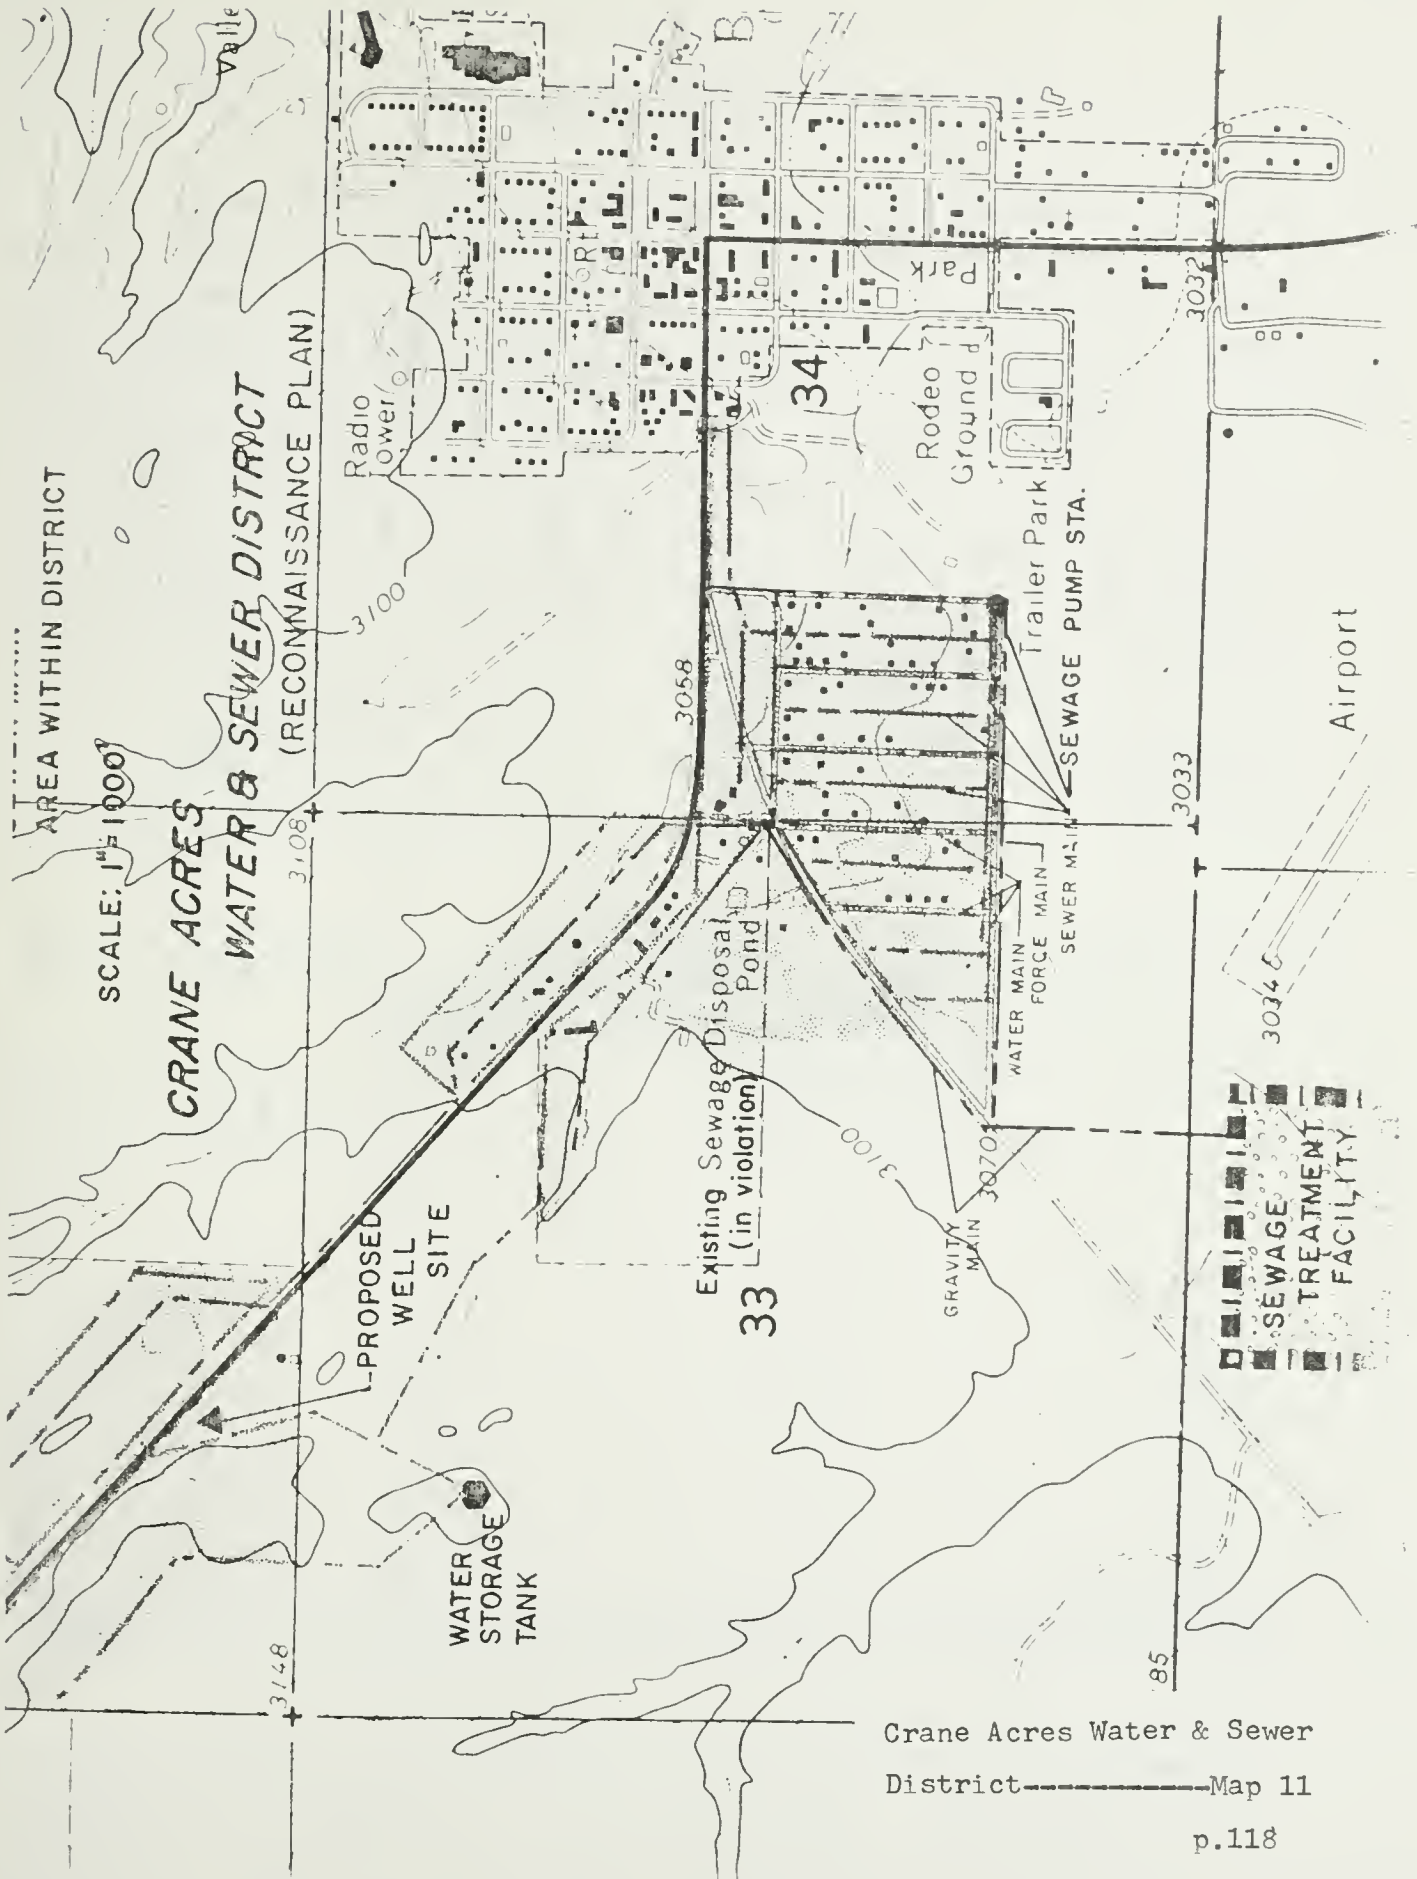 AREA WITHIN DISTRICT
SCALE: 1"=1000'
CRANE ACRES
WATER & SEWER DISTRICT
(RECONNAISSANCE PLAN)
Valle
B
Radio
Tower
3100
3108
3148
3058
34
Park
3032
Rodeo
Ground
Trailer Park
SEWAGE PUMP STA.
SEWER MAIN
FORCE MAIN
WATER MAIN
3033
Airport
3034
3070
Existing Sewage Disposal
Pond
(in violation)
33
3100
GRAVITY
MAIN
PROPOSED
WELL
SITE
WATER
STORAGE
TANK
SEWAGE
TREATMENT
FACILITY
85
Crane Acres Water & Sewer
District----------Map 11
p.118